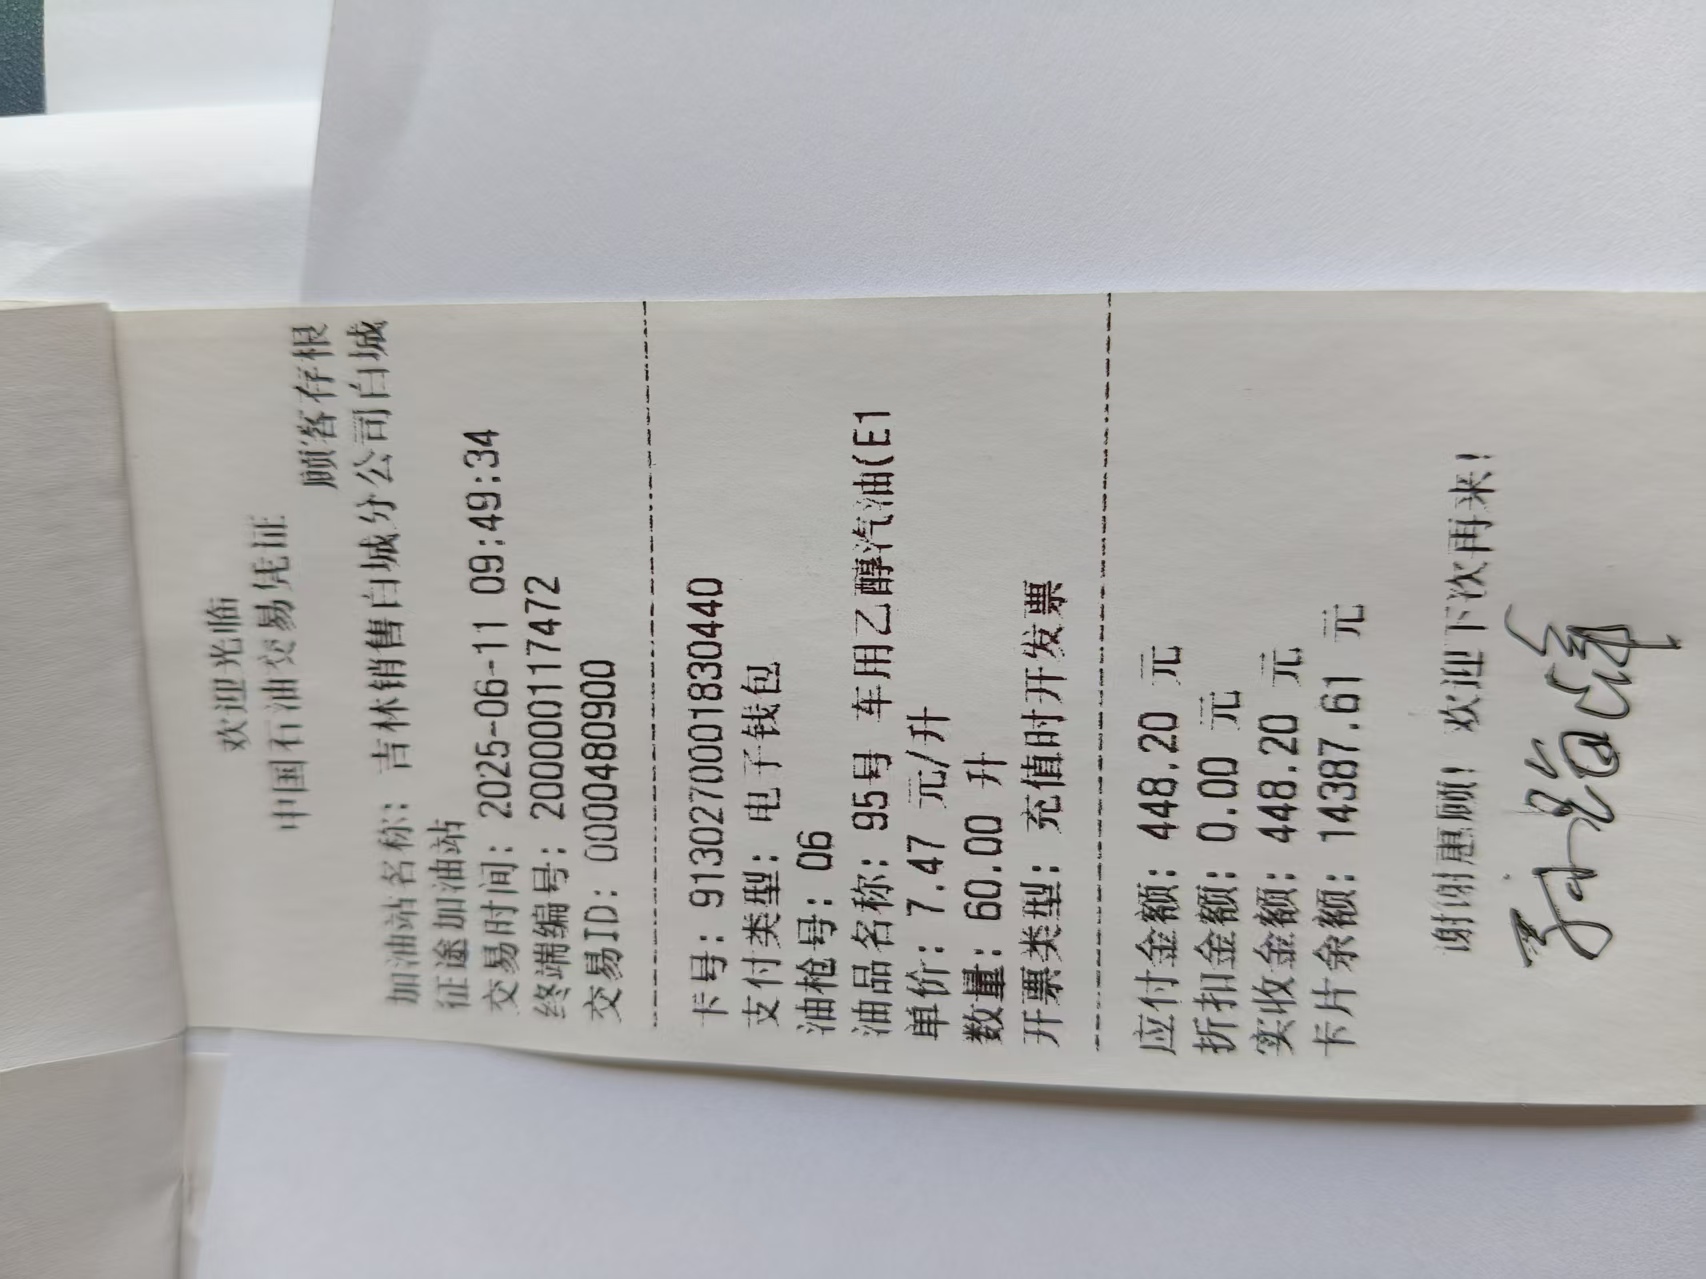 欢迎光临
中国石油交易凭证
顾客存根
加油站名称: 吉林销售白城分公司白城
征途加油站
交易时间: 2025-06-11 09:49:34
终端编号: 200000117472
交易ID: 0000480900
卡号: 9130270001830440
支付类型: 电子钱包
油枪号: 06
油品名称: 95号 车用乙醇汽油(E1
单价: 7.47 元/升
数量: 60.00 升
开票类型: 充值时开发票
应付金额: 448.20 元
折扣金额: 0.00 元
实收金额: 448.20 元
卡片余额: 14387.61 元
谢谢惠顾! 欢迎下次再来!